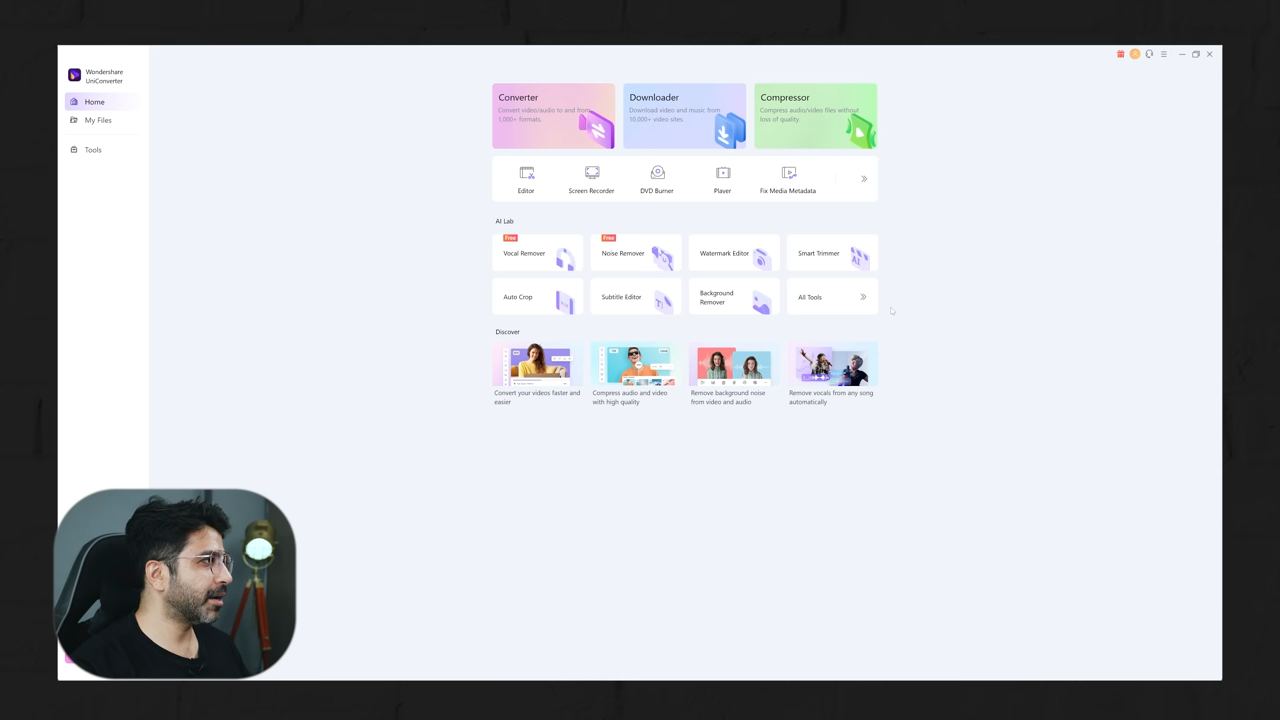 Wondershare
UniConverter
Home
My Files
Tools
Converter
Convert video/audio to and from
1,000+ formats.
Downloader
Download video and music from
10,000+ video sites.
Compressor
Compress audio/video files without
loss of quality.
Editor
Screen Recorder
DVD Burner
Player
Fix Media Metadata
AI Lab
Free
Vocal Remover
Free
Noise Remover
Watermark Editor
Smart Trimmer
Auto Crop
Subtitle Editor
Background
Remover
All Tools
Discover
Convert your videos faster and
easier
Compress audio and video
with high quality
Remove background noise
from video and audio
Remove vocals from any song
automatically